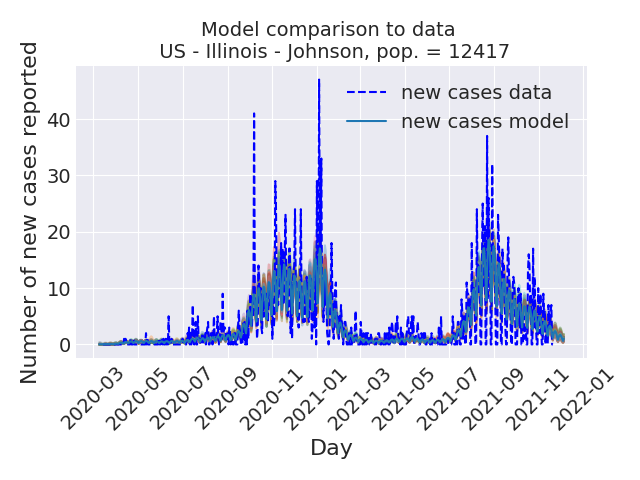 Model comparison to data
US - Illinois - Johnson, pop. = 12417
Number of new cases reported
new cases data
new cases model
40
30
20
10
0
2020-03
2020-05
2020-07
2020-09
2020-11
2021-01
2021-03
2021-05
2021-07
2021-09
2021-11
2022-01
Day